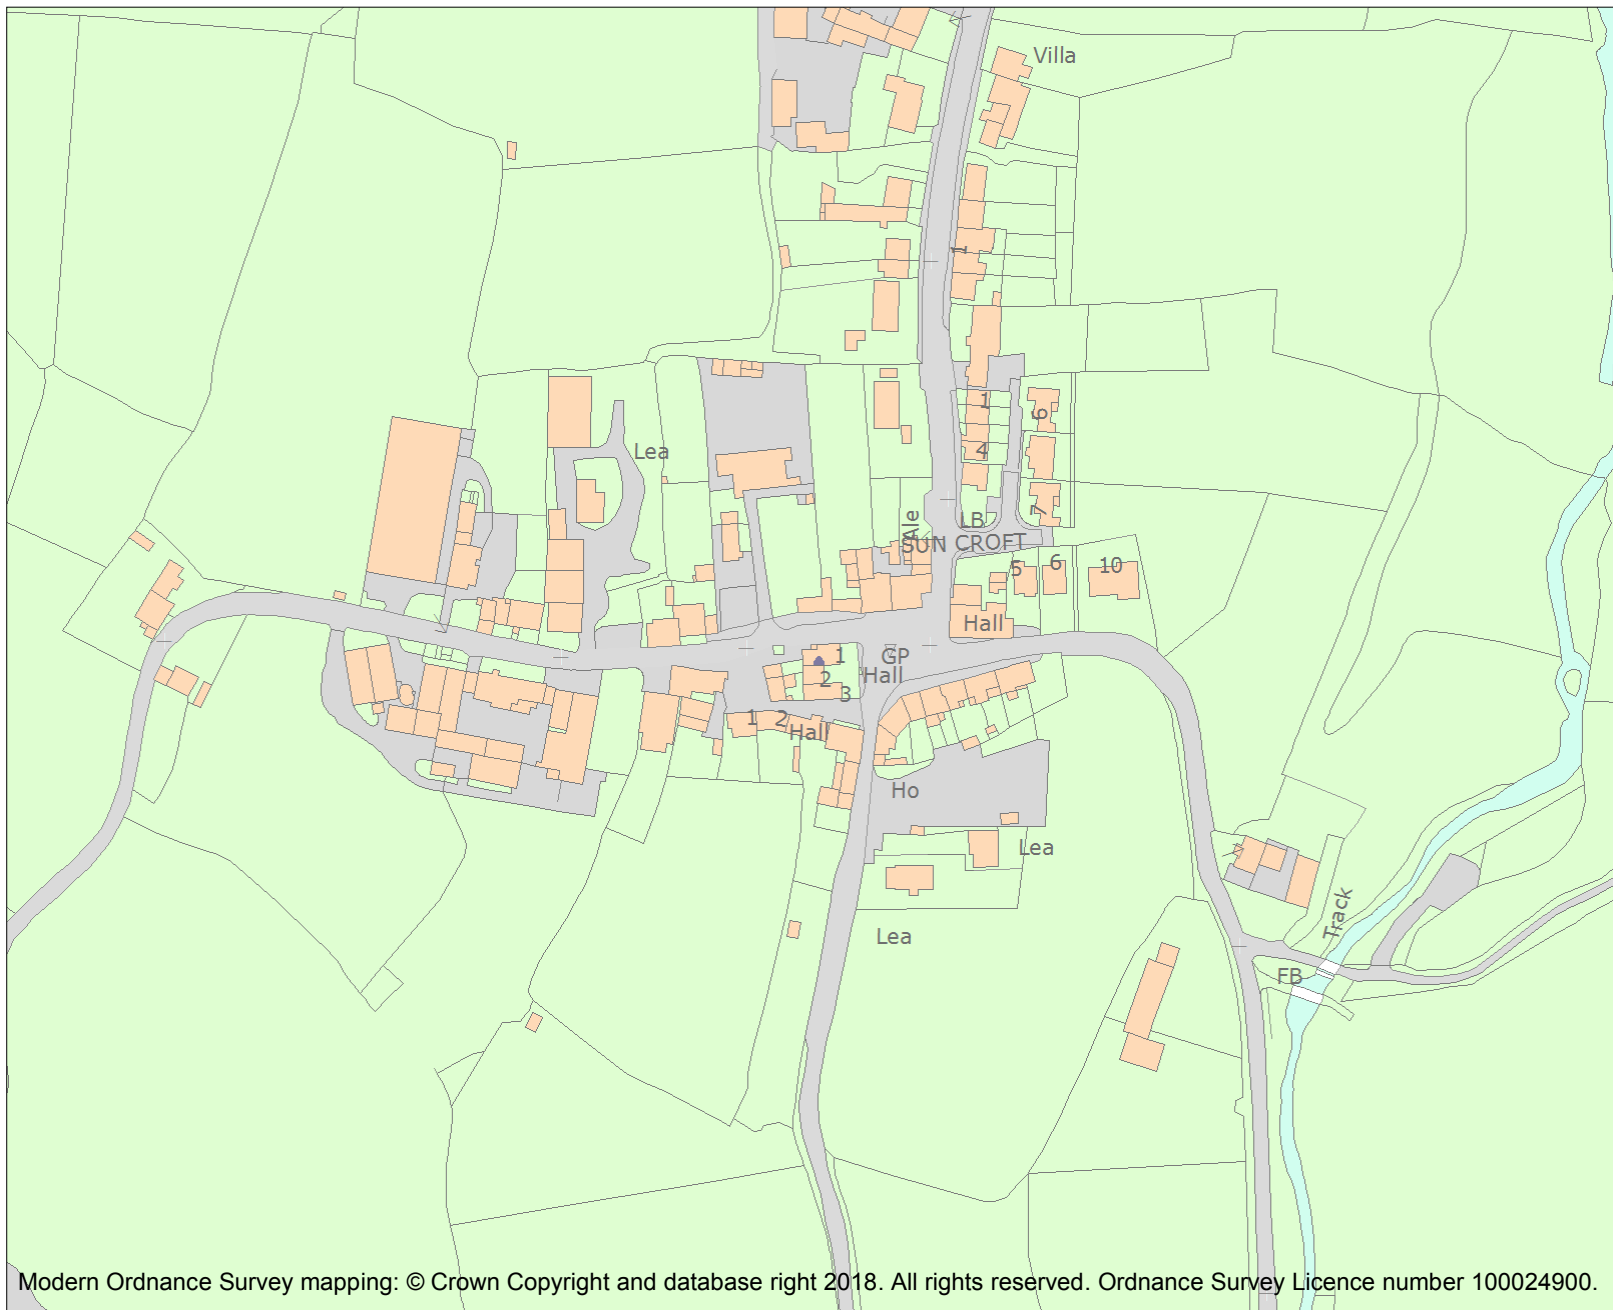 Villa
1
1
6
4
Lea
7
Ale
LB
SUN CROFT
5
6
10
Hall
1
GP
Hall
2
3
1
2
Hall
Ho
Lea
Track
Lea
FB
Modern Ordnance Survey mapping: © Crown Copyright and database right 2018. All rights reserved. Ordnance Survey Licence number 100024900.